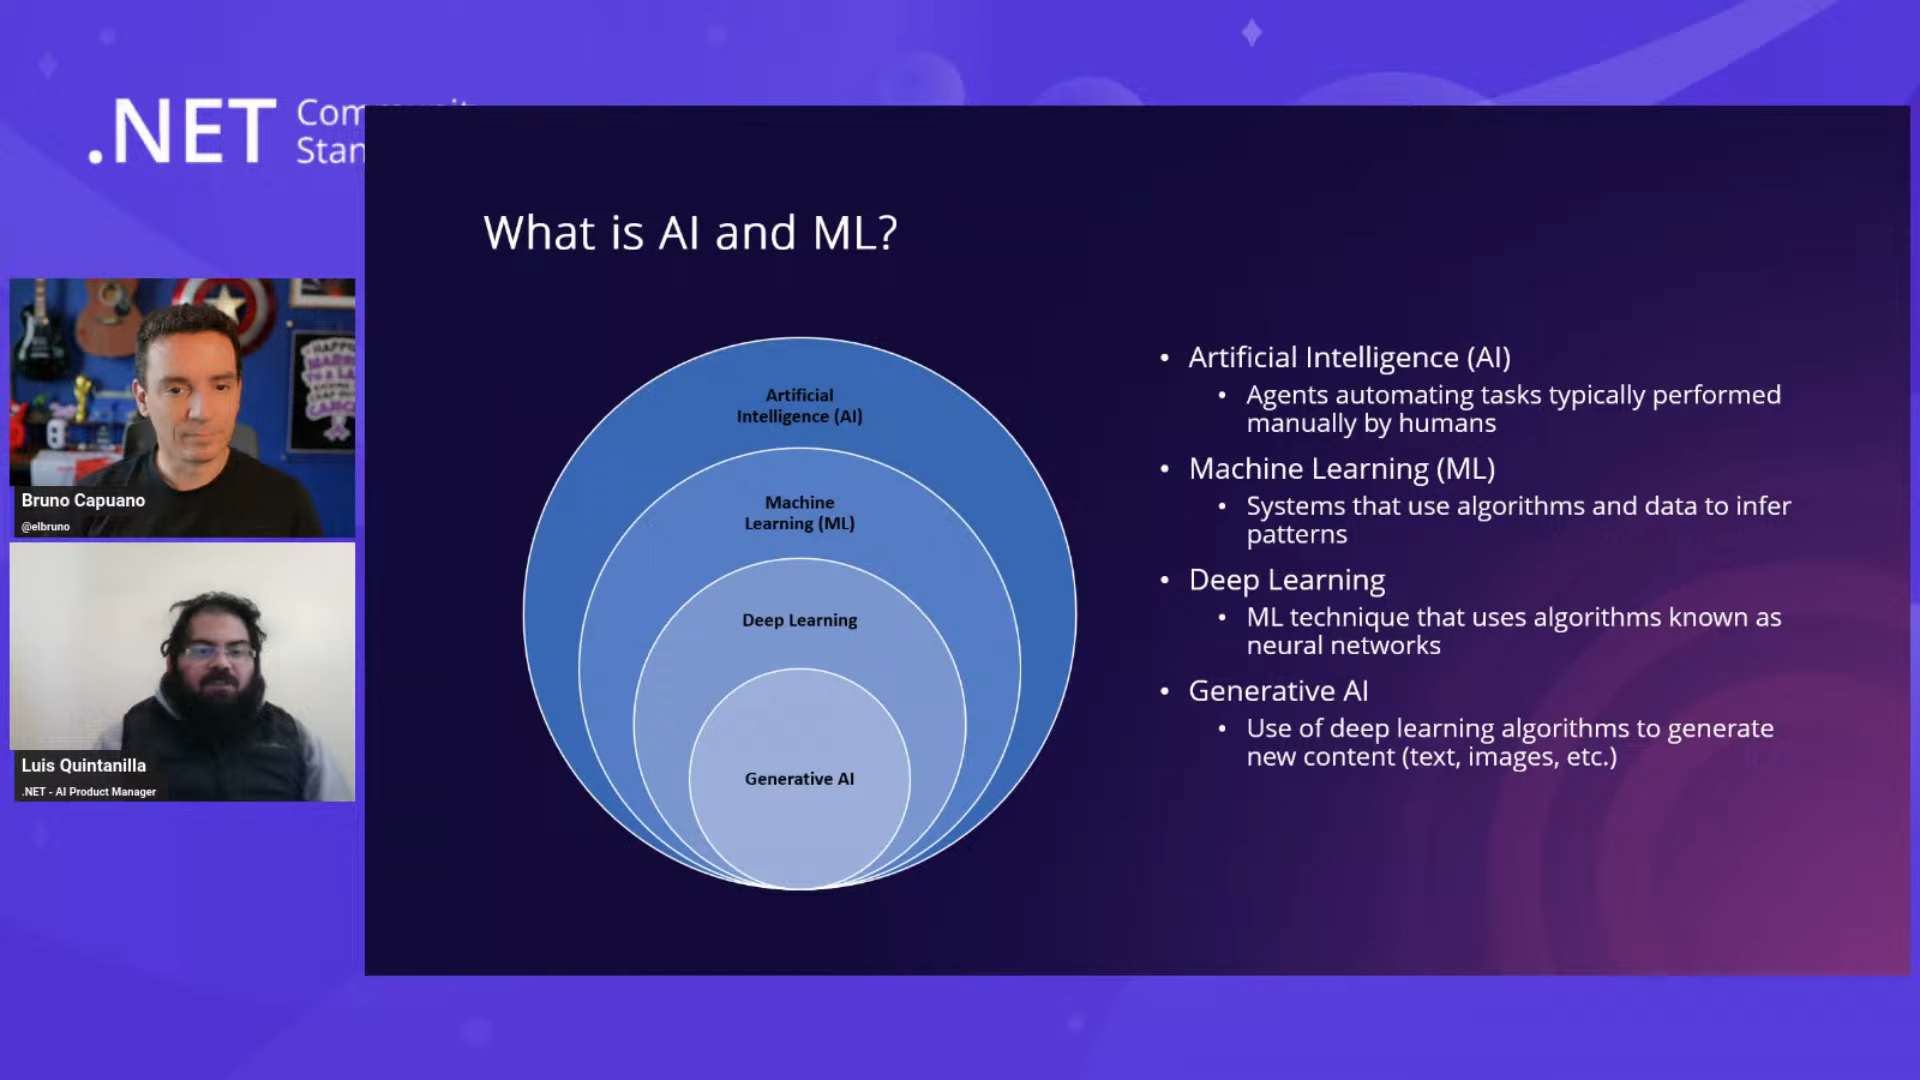 .NET
What is AI and ML?
Artificial
Intelligence (AI)
Machine
Learning (ML)
Deep Learning
Generative AI
• Artificial Intelligence (AI)
• Agents automating tasks typically performed
manually by humans
• Machine Learning (ML)
• Systems that use algorithms and data to infer
patterns
• Deep Learning
• ML technique that uses algorithms known as
neural networks
• Generative AI
• Use of deep learning algorithms to generate
new content (text, images, etc.)
Bruno Capuano
@elbruno
Luis Quintanilla
.NET - AI Product Manager